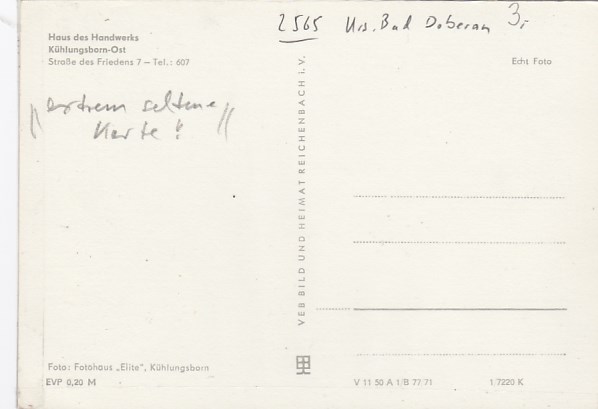 2565 Krs. Bad Doberan 3,-
Haus des Handwerks
Kühlungsborn-Ost
Straße des Friedens 7 – Tel.: 607
Echt Foto
"extrem seltene
Karte!"
VEB BILD UND HEIMAT REICHENBACH I. V.
Foto: Fotohaus „Elite", Kühlungsborn
EVP 0,20 M
V 11 50 A 1/B 77/71
1/7220 K